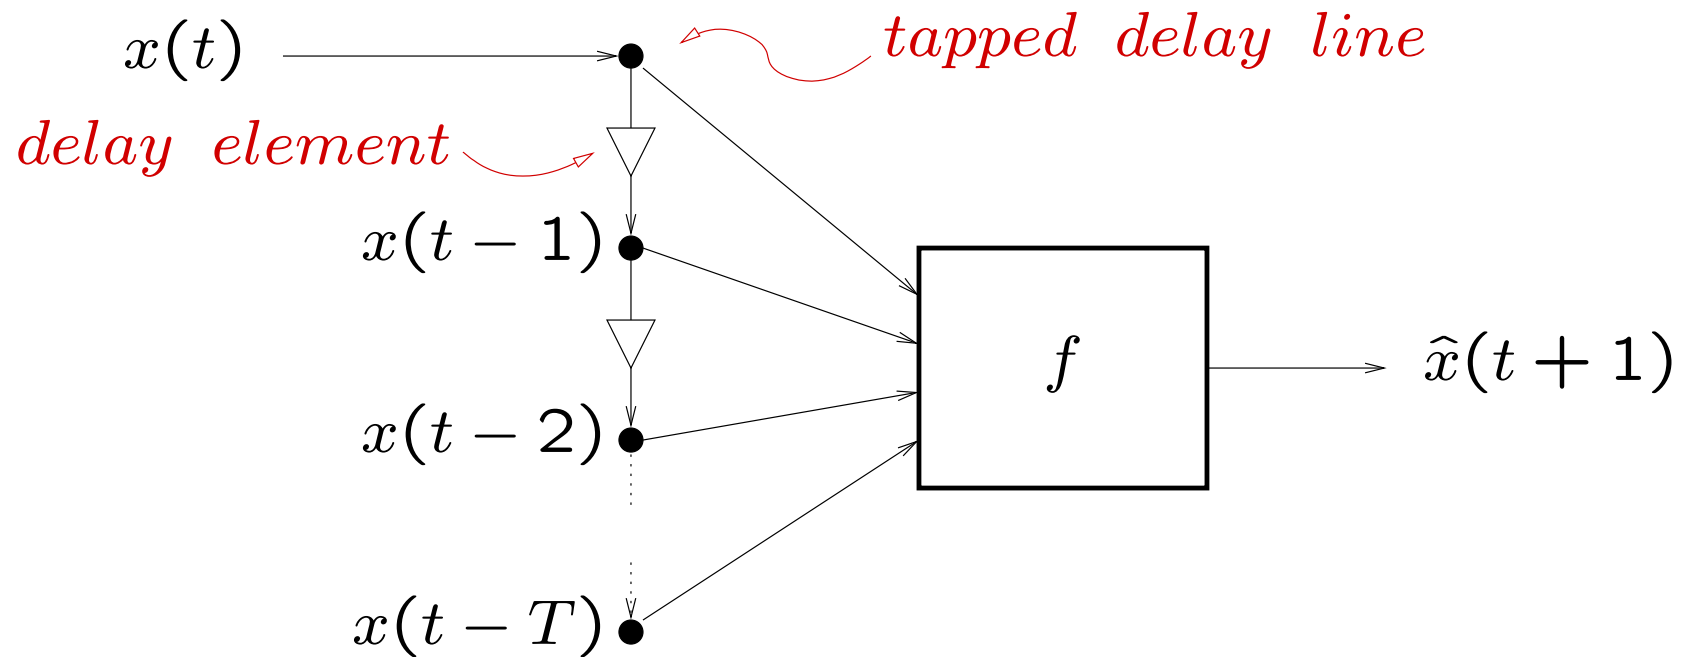 x(t)
tapped delay line
delay element
x(t − 1)
f
x̂(t + 1)
x(t − 2)
x(t − T)